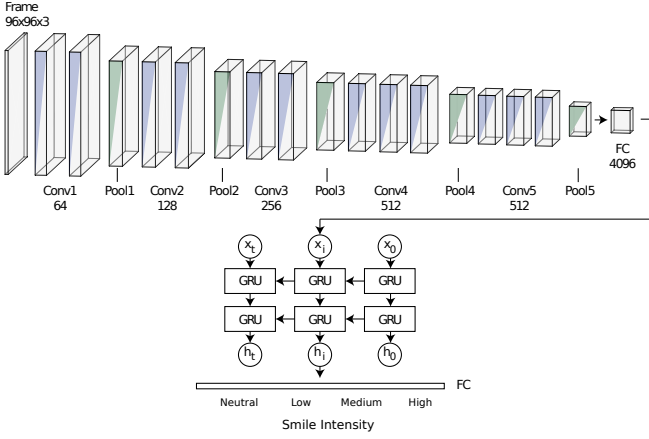 Frame
96x96x3
FC
4096
Conv1
64
Pool1
Conv2
128
Pool2
Conv3
256
Pool3
Conv4
512
Pool4
Conv5
512
Pool5
x_t x_i x_0
GRU GRU GRU
GRU GRU GRU
h_t h_i h_0
FC
Neutral Low Medium High
Smile Intensity